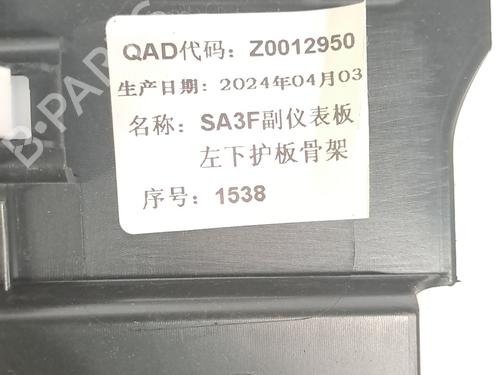 QAD代码：Z0012950
生产日期：2024年04月03
名称：SA3F副仪表板
左下护板骨架
序号：1538
B-PARTS